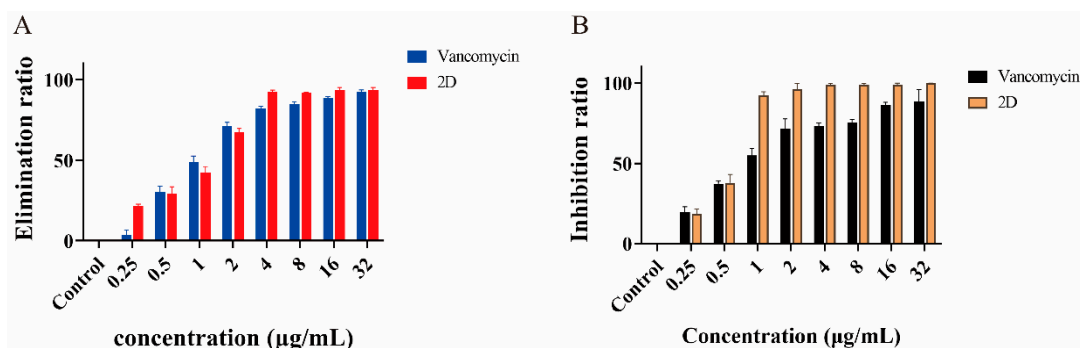 A
Vancomycin
2D
Elimination ratio
100
50
0
Control
0.25
0.5
1
2
4
8
16
32
concentration (μg/mL)
B
Vancomycin
2D
Inhibition ratio
100
50
0
Control
0.25
0.5
1
2
4
8
16
32
Concentration (μg/mL)